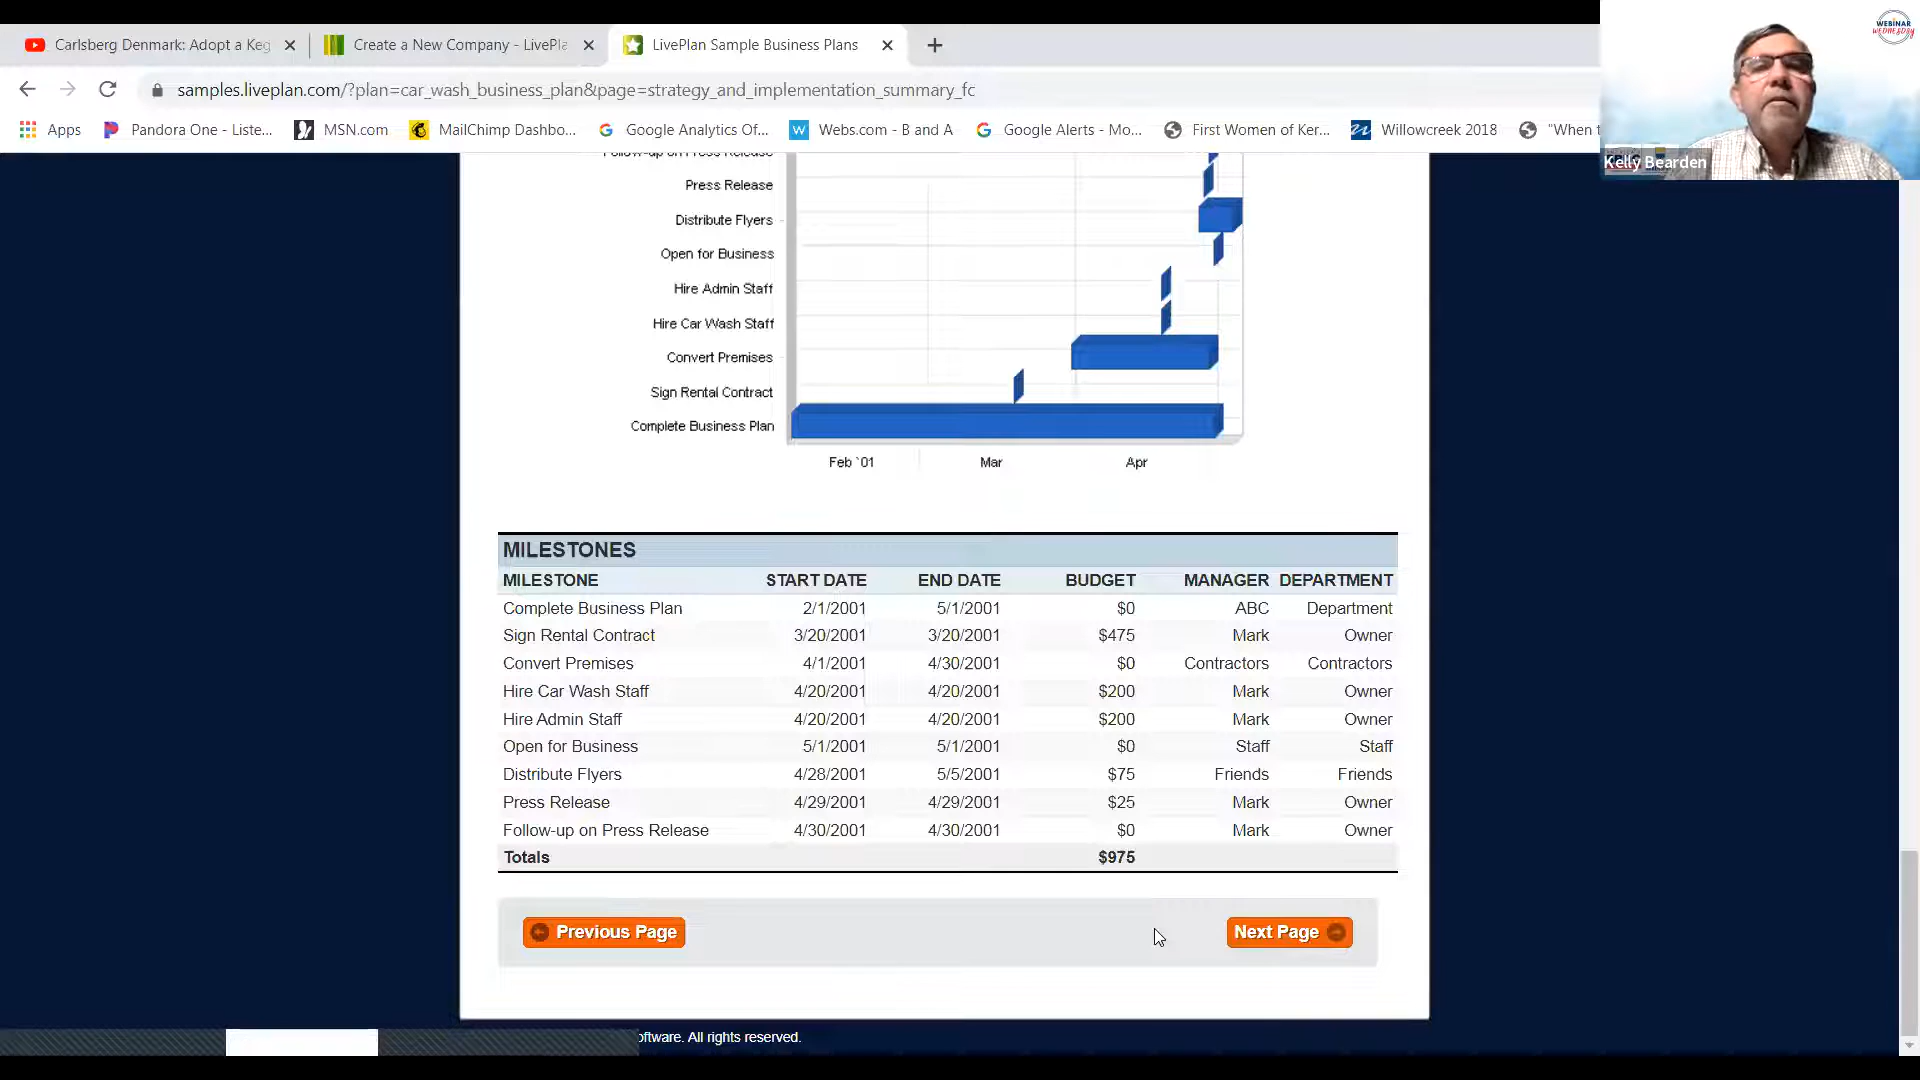 Carlsberg Denmark: Adopt a Keg
Create a New Company - LivePla
LivePlan Sample Business Plans
WEBINAR
WEDNESDAY
samples.liveplan.com/?plan=car_wash_business_plan&page=strategy_and_implementation_summary_fc
Apps Pandora One - Liste... MSN.com MailChimp Dashbo... Google Analytics Of... Webs.com - B and A Google Alerts - Mo... First Women of Ker... Willowcreek 2018 "When t
Kelly Bearden
Follow-up on Press Release
Press Release
Distribute Flyers
Open for Business
Hire Admin Staff
Hire Car Wash Staff
Convert Premises
Sign Rental Contract
Complete Business Plan
Feb `01 Mar Apr
MILESTONES
MILESTONE START DATE END DATE BUDGET MANAGER DEPARTMENT
Complete Business Plan 2/1/2001 5/1/2001 $0 ABC Department
Sign Rental Contract 3/20/2001 3/20/2001 $475 Mark Owner
Convert Premises 4/1/2001 4/30/2001 $0 Contractors Contractors
Hire Car Wash Staff 4/20/2001 4/20/2001 $200 Mark Owner
Hire Admin Staff 4/20/2001 4/20/2001 $200 Mark Owner
Open for Business 5/1/2001 5/1/2001 $0 Staff Staff
Distribute Flyers 4/28/2001 5/5/2001 $75 Friends Friends
Press Release 4/29/2001 4/29/2001 $25 Mark Owner
Follow-up on Press Release 4/30/2001 4/30/2001 $0 Mark Owner
Totals $975
Previous Page Next Page
oftware. All rights reserved.